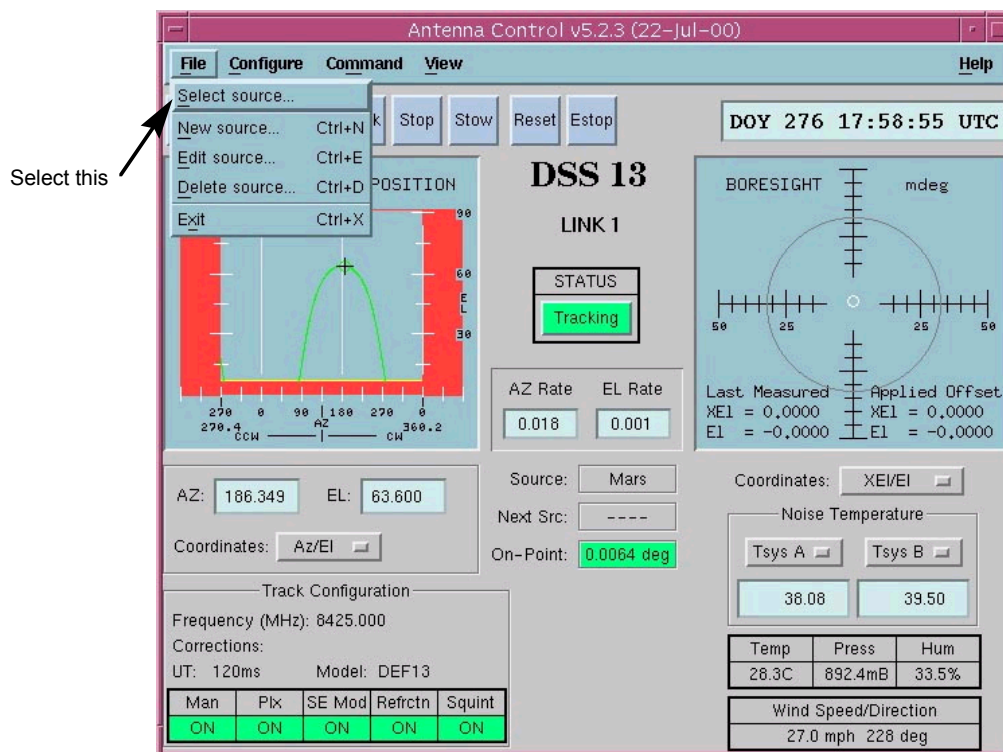 Antenna Control v5.2.3 (22-Jul-00)
File Configure Command View Help
Select source...
New source... Ctrl+N
Edit source... Ctrl+E
Delete source... Ctrl+D
Exit Ctrl+X
Select this
Stop Stow Reset Estop
DOY 276 17:58:55 UTC
DSS 13
LINK 1
STATUS
Tracking
90
60
EL
30
270 0 90 180 270 0
270.4 AZ 360.2
CCW CW
BORESIGHT mdeg
50 25 25 50
Last Measured Applied Offset
XEl = 0.0000 XEl = 0.0000
El = -0.0000 El = -0.0000
AZ Rate EL Rate
0.018 0.001
AZ: 186.349 EL: 63.600
Coordinates: Az/El
Source: Mars
Next Src: ----
On-Point: 0.0064 deg
Coordinates: XEl/El
Noise Temperature
Tsys A Tsys B
38.08 39.50
Track Configuration
Frequency (MHz): 8425.000
Corrections:
UT: 120ms Model: DEF13
Man Plx SE Mod Refrctn Squint
ON ON ON ON ON
Temp Press Hum
28.3C 892.4mB 33.5%
Wind Speed/Direction
27.0 mph 228 deg